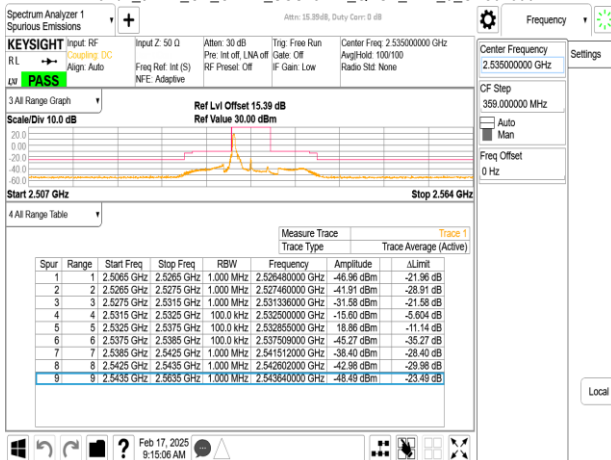 Spectrum Analyzer 1
Spurious Emissions
Attn: 15.39dB, Duty Corr: 0 dB
Frequency
KEYSIGHT
RL
Input: RF
Coupling: DC
Align: Auto
Input Z: 50 Ω
Freq Ref: Int (S)
NFE: Adaptive
Atten: 30 dB
Pre: Int off, LNA off
RF Preset: Off
Trig: Free Run
Gate: Off
IF Gain: Low
Center Freq: 2.535000000 GHz
Avg|Hold: 100/100
Radio Std: None
PASS
Center Frequency
2.535000000 GHz
Settings
CF Step
359.000000 MHz
Auto
Man
Freq Offset
0 Hz
3 All Range Graph
Scale/Div 10.0 dB
Ref Lvl Offset 15.39 dB
Ref Value 30.00 dBm
20.0
0.00
-20.0
-40.0
-60.0
Start 2.507 GHz
Stop 2.564 GHz
4 All Range Table
Measure Trace Trace 1
Trace Type Trace Average (Active)
Spur Range Start Freq Stop Freq RBW Frequency Amplitude ΔLimit
1 1 2.5065 GHz 2.5265 GHz 1.000 MHz 2.526480000 GHz -46.96 dBm -21.96 dB
2 2 2.5265 GHz 2.5275 GHz 1.000 MHz 2.527460000 GHz -41.91 dBm -28.91 dB
3 3 2.5275 GHz 2.5315 GHz 1.000 MHz 2.531336000 GHz -31.58 dBm -21.58 dB
4 4 2.5315 GHz 2.5325 GHz 100.0 kHz 2.532500000 GHz -15.60 dBm -5.604 dB
5 5 2.5325 GHz 2.5375 GHz 100.0 kHz 2.532855000 GHz 18.86 dBm -11.14 dB
6 6 2.5375 GHz 2.5385 GHz 100.0 kHz 2.537509000 GHz -45.27 dBm -35.27 dB
7 7 2.5385 GHz 2.5425 GHz 1.000 MHz 2.541512000 GHz -38.40 dBm -28.40 dB
8 8 2.5425 GHz 2.5435 GHz 1.000 MHz 2.542602000 GHz -42.98 dBm -29.98 dB
9 9 2.5435 GHz 2.5635 GHz 1.000 MHz 2.543640000 GHz -48.49 dBm -23.49 dB
Local
?
Feb 17, 2025
9:15:06 AM